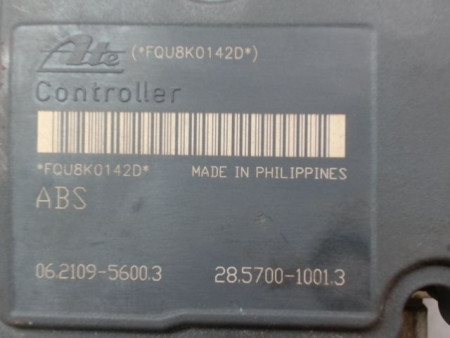 Ate (*FQU8K0142D*)
Controller
*FQU8K0142D* MADE IN PHILIPPINES
ABS
06.2109-5600.3 28.5700-1001.3